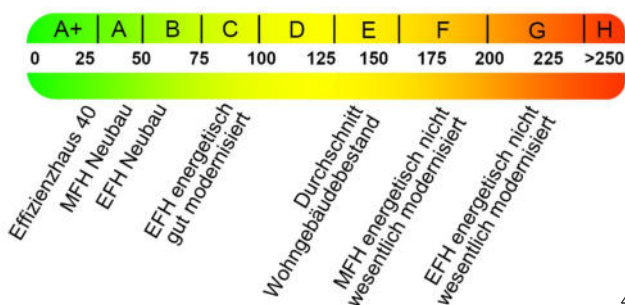 A+ A B C D E F G H
0 25 50 75 100 125 150 175 200 225 >250
Effizienzhaus 40
MFH Neubau
EFH Neubau
EFH energetisch
gut modernisiert
Durchschnitt
Wohngebäudebestand
MFH energetisch nicht
wesentlich modernisiert
EFH energetisch nicht
wesentlich modernisiert